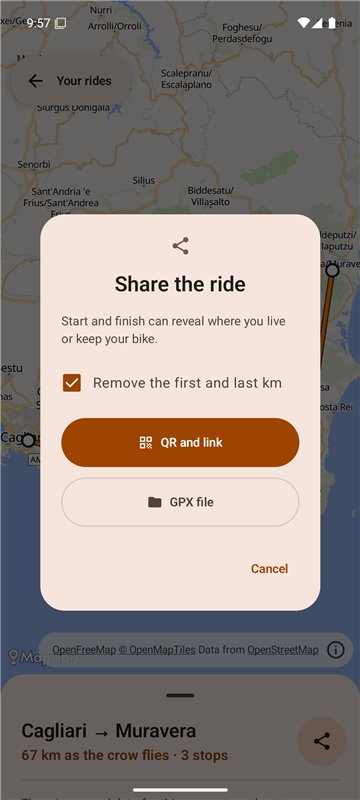 9:57
Nurri
Arrolli/Orroli
Foghesu/
Perdasdefogu
Your rides
Scalepranu/
Escalaplano
Siurgus Donigala
Senorbì
Silius
Sant'Andria 'e
Frius/Sant'Andrea
Biddesatu/
Villasalto
Share the ride
Start and finish can reveal where you live
or keep your bike.
Remove the first and last km
QR and link
GPX file
Cancel
OpenFreeMap © OpenMapTiles Data from OpenStreetMap
Cagliari → Muravera
67 km as the crow flies · 3 stops